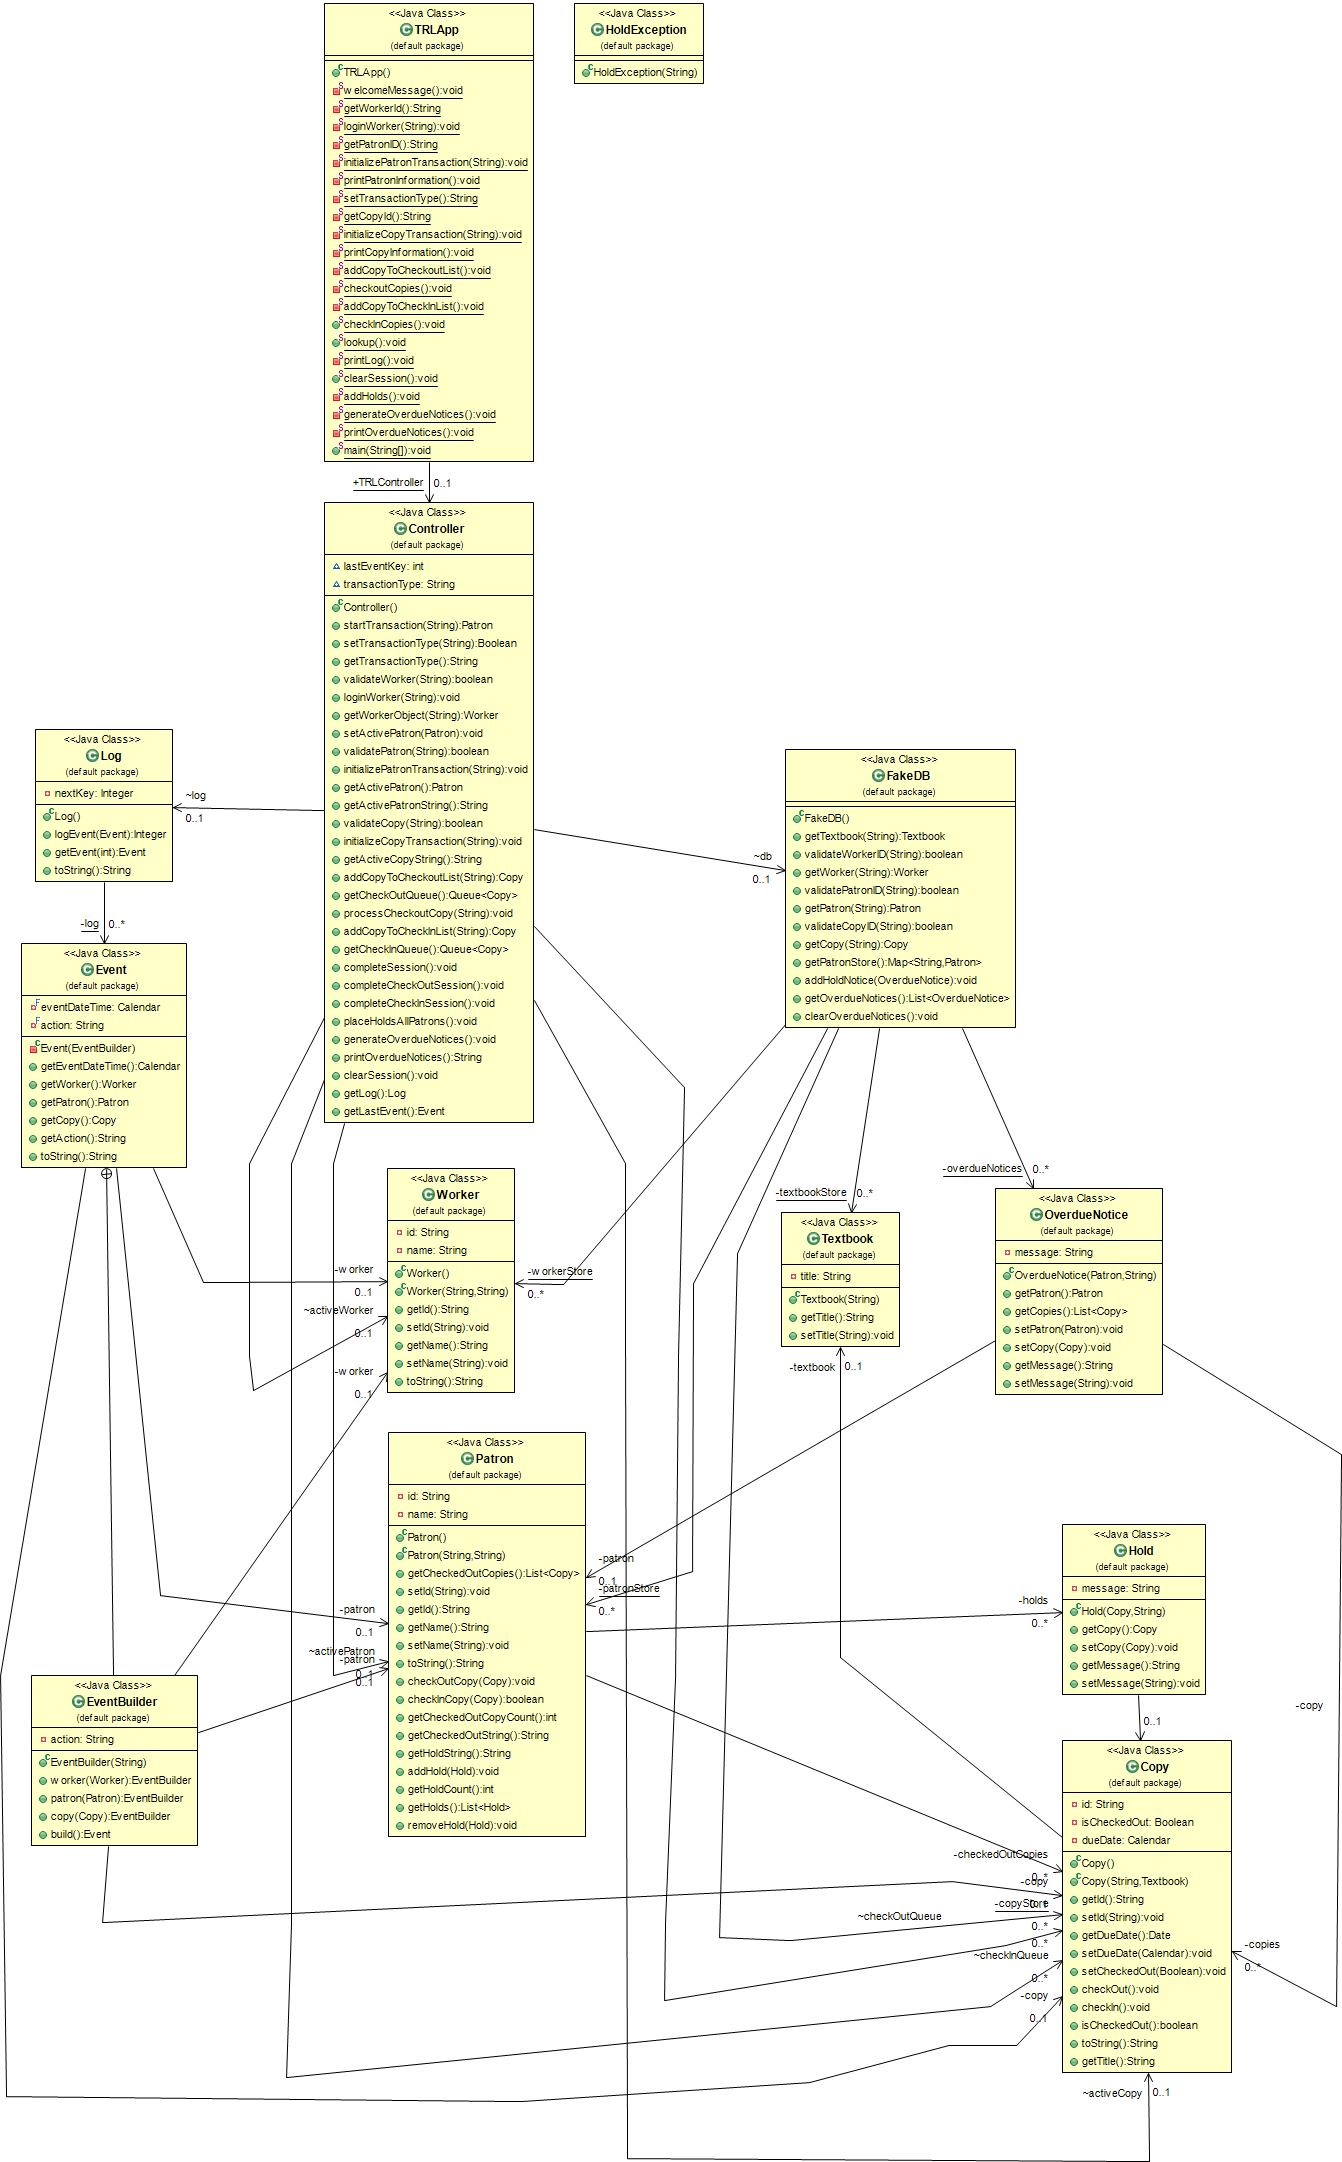 <<Java Class>>
TRLApp
(default package)
TRLApp()
welcomeMessage():void
getWorkerId():String
loginWorker(String):void
getPatronID():String
initializePatronTransaction(String):void
printPatronInformation():void
setTransactionType():String
getCopyId():String
initializeCopyTransaction(String):void
printCopyInformation():void
addCopyToCheckoutList():void
checkoutCopies():void
addCopyToCheckInList():void
checkInCopies():void
lookup():void
printLog():void
clearSession():void
addHolds():void
generateOverdueNotices():void
printOverdueNotices():void
main(String[]):void
<<Java Class>>
HoldException
(default package)
HoldException(String)
+TRLController
0..1
<<Java Class>>
Controller
(default package)
lastEventKey: int
transactionType: String
Controller()
startTransaction(String):Patron
setTransactionType(String):Boolean
getTransactionType():String
validateWorker(String):boolean
loginWorker(String):void
getWorkerObject(String):Worker
setActivePatron(Patron):void
validatePatron(String):boolean
initializePatronTransaction(String):void
getActivePatron():Patron
getActivePatronString():String
validateCopy(String):boolean
initializeCopyTransaction(String):void
getActiveCopyString():String
addCopyToCheckoutList(String):Copy
getCheckOutQueue():Queue<Copy>
processCheckoutCopy(String):void
addCopyToCheckInList(String):Copy
getCheckInQueue():Queue<Copy>
completeSession():void
completeCheckOutSession():void
completeCheckInSession():void
placeHoldsAllPatrons():void
generateOverdueNotices():void
printOverdueNotices():String
clearSession():void
getLog():Log
getLastEvent():Event
<<Java Class>>
Log
(default package)
nextKey: Integer
Log()
logEvent(Event):Integer
getEvent(int):Event
toString():String
~log
0..1
-log
0..*
<<Java Class>>
FakeDB
(default package)
FakeDB()
getTextbook(String):Textbook
validateWorkerID(String):boolean
getWorker(String):Worker
validatePatronID(String):boolean
getPatron(String):Patron
validateCopyID(String):boolean
getCopy(String):Copy
getPatronStore():Map<String,Patron>
addHoldNotice(OverdueNotice):void
getOverdueNotices():List<OverdueNotice>
clearOverdueNotices():void
~db
0..1
<<Java Class>>
Event
(default package)
eventDateTime: Calendar
action: String
Event(EventBuilder)
getEventDateTime():Calendar
getWorker():Worker
getPatron():Patron
getCopy():Copy
getAction():String
toString():String
<<Java Class>>
Worker
(default package)
id: String
name: String
Worker()
Worker(String,String)
getId():String
setId(String):void
getName():String
setName(String):void
toString():String
-worker
0..1
~activeWorker
0..1
-worker
0..1
-workerStore
0..*
-textbookStore
0..*
<<Java Class>>
Textbook
(default package)
title: String
Textbook(String)
getTitle():String
setTitle(String):void
-textbook
0..1
-overdueNotices
0..*
<<Java Class>>
OverdueNotice
(default package)
message: String
OverdueNotice(Patron,String)
getPatron():Patron
getCopies():List<Copy>
setPatron(Patron):void
setCopy(Copy):void
getMessage():String
setMessage(String):void
<<Java Class>>
Patron
(default package)
id: String
name: String
Patron()
Patron(String,String)
getCheckedOutCopies():List<Copy>
setId(String):void
getId():String
getName():String
setName(String):void
toString():String
checkOutCopy(Copy):void
checkInCopy(Copy):boolean
getCheckedOutCopyCount():int
getCheckedOutString():String
getHoldString():String
addHold(Hold):void
getHoldCount():int
getHolds():List<Hold>
removeHold(Hold):void
-patron
0..1
-patronStore
0..*
-patron
0..1
~activePatron
0..1
-patron
0..1
-holds
0..*
<<Java Class>>
Hold
(default package)
message: String
Hold(Copy,String)
getCopy():Copy
setCopy(Copy):void
getMessage():String
setMessage(String):void
-copy
0..1
<<Java Class>>
EventBuilder
(default package)
action: String
EventBuilder(String)
worker(Worker):EventBuilder
patron(Patron):EventBuilder
copy(Copy):EventBuilder
build():Event
<<Java Class>>
Copy
(default package)
id: String
isCheckedOut: Boolean
dueDate: Calendar
Copy()
Copy(String,Textbook)
getId():String
setId(String):void
getDueDate():Date
setDueDate(Calendar):void
setCheckedOut(Boolean):void
checkOut():void
checkIn():void
isCheckedOut():boolean
toString():String
getTitle():String
-checkedOutCopies
0..*
-copy
0..1
-copyStore
0..*
~checkOutQueue
0..*
~checkInQueue
0..*
-copy
0..1
-copies
0..*
~activeCopy
0..1